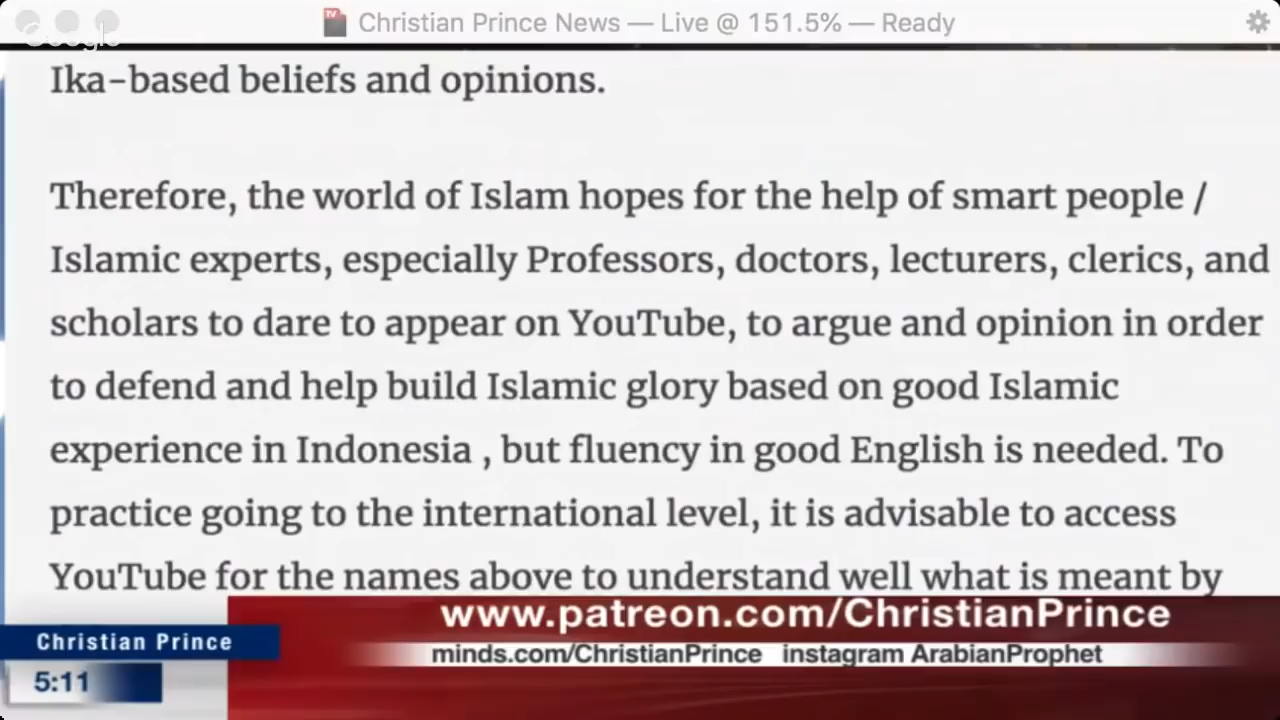 Christian Prince News — Live @ 151.5% — Ready
Google
Ika-based beliefs and opinions.
Therefore, the world of Islam hopes for the help of smart people /
Islamic experts, especially Professors, doctors, lecturers, clerics, and
scholars to dare to appear on YouTube, to argue and opinion in order
to defend and help build Islamic glory based on good Islamic
experience in Indonesia , but fluency in good English is needed. To
practice going to the international level, it is advisable to access
YouTube for the names above to understand well what is meant by
www.patreon.com/ChristianPrince
Christian Prince
minds.com/ChristianPrince instagram ArabianProphet
5:11